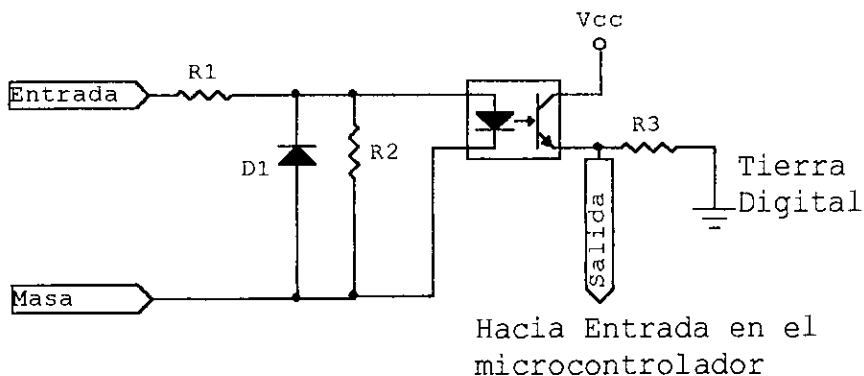 Vcc
R1
Entrada
R3
D1
R2
Tierra
Digital
Salida
Masa
Hacia Entrada en el
microcontrolador